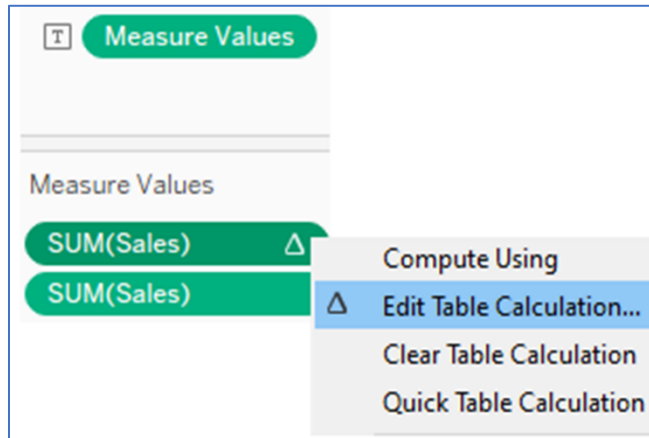 T Measure Values
Measure Values
SUM(Sales) Δ
SUM(Sales)
Compute Using
Δ Edit Table Calculation...
Clear Table Calculation
Quick Table Calculation